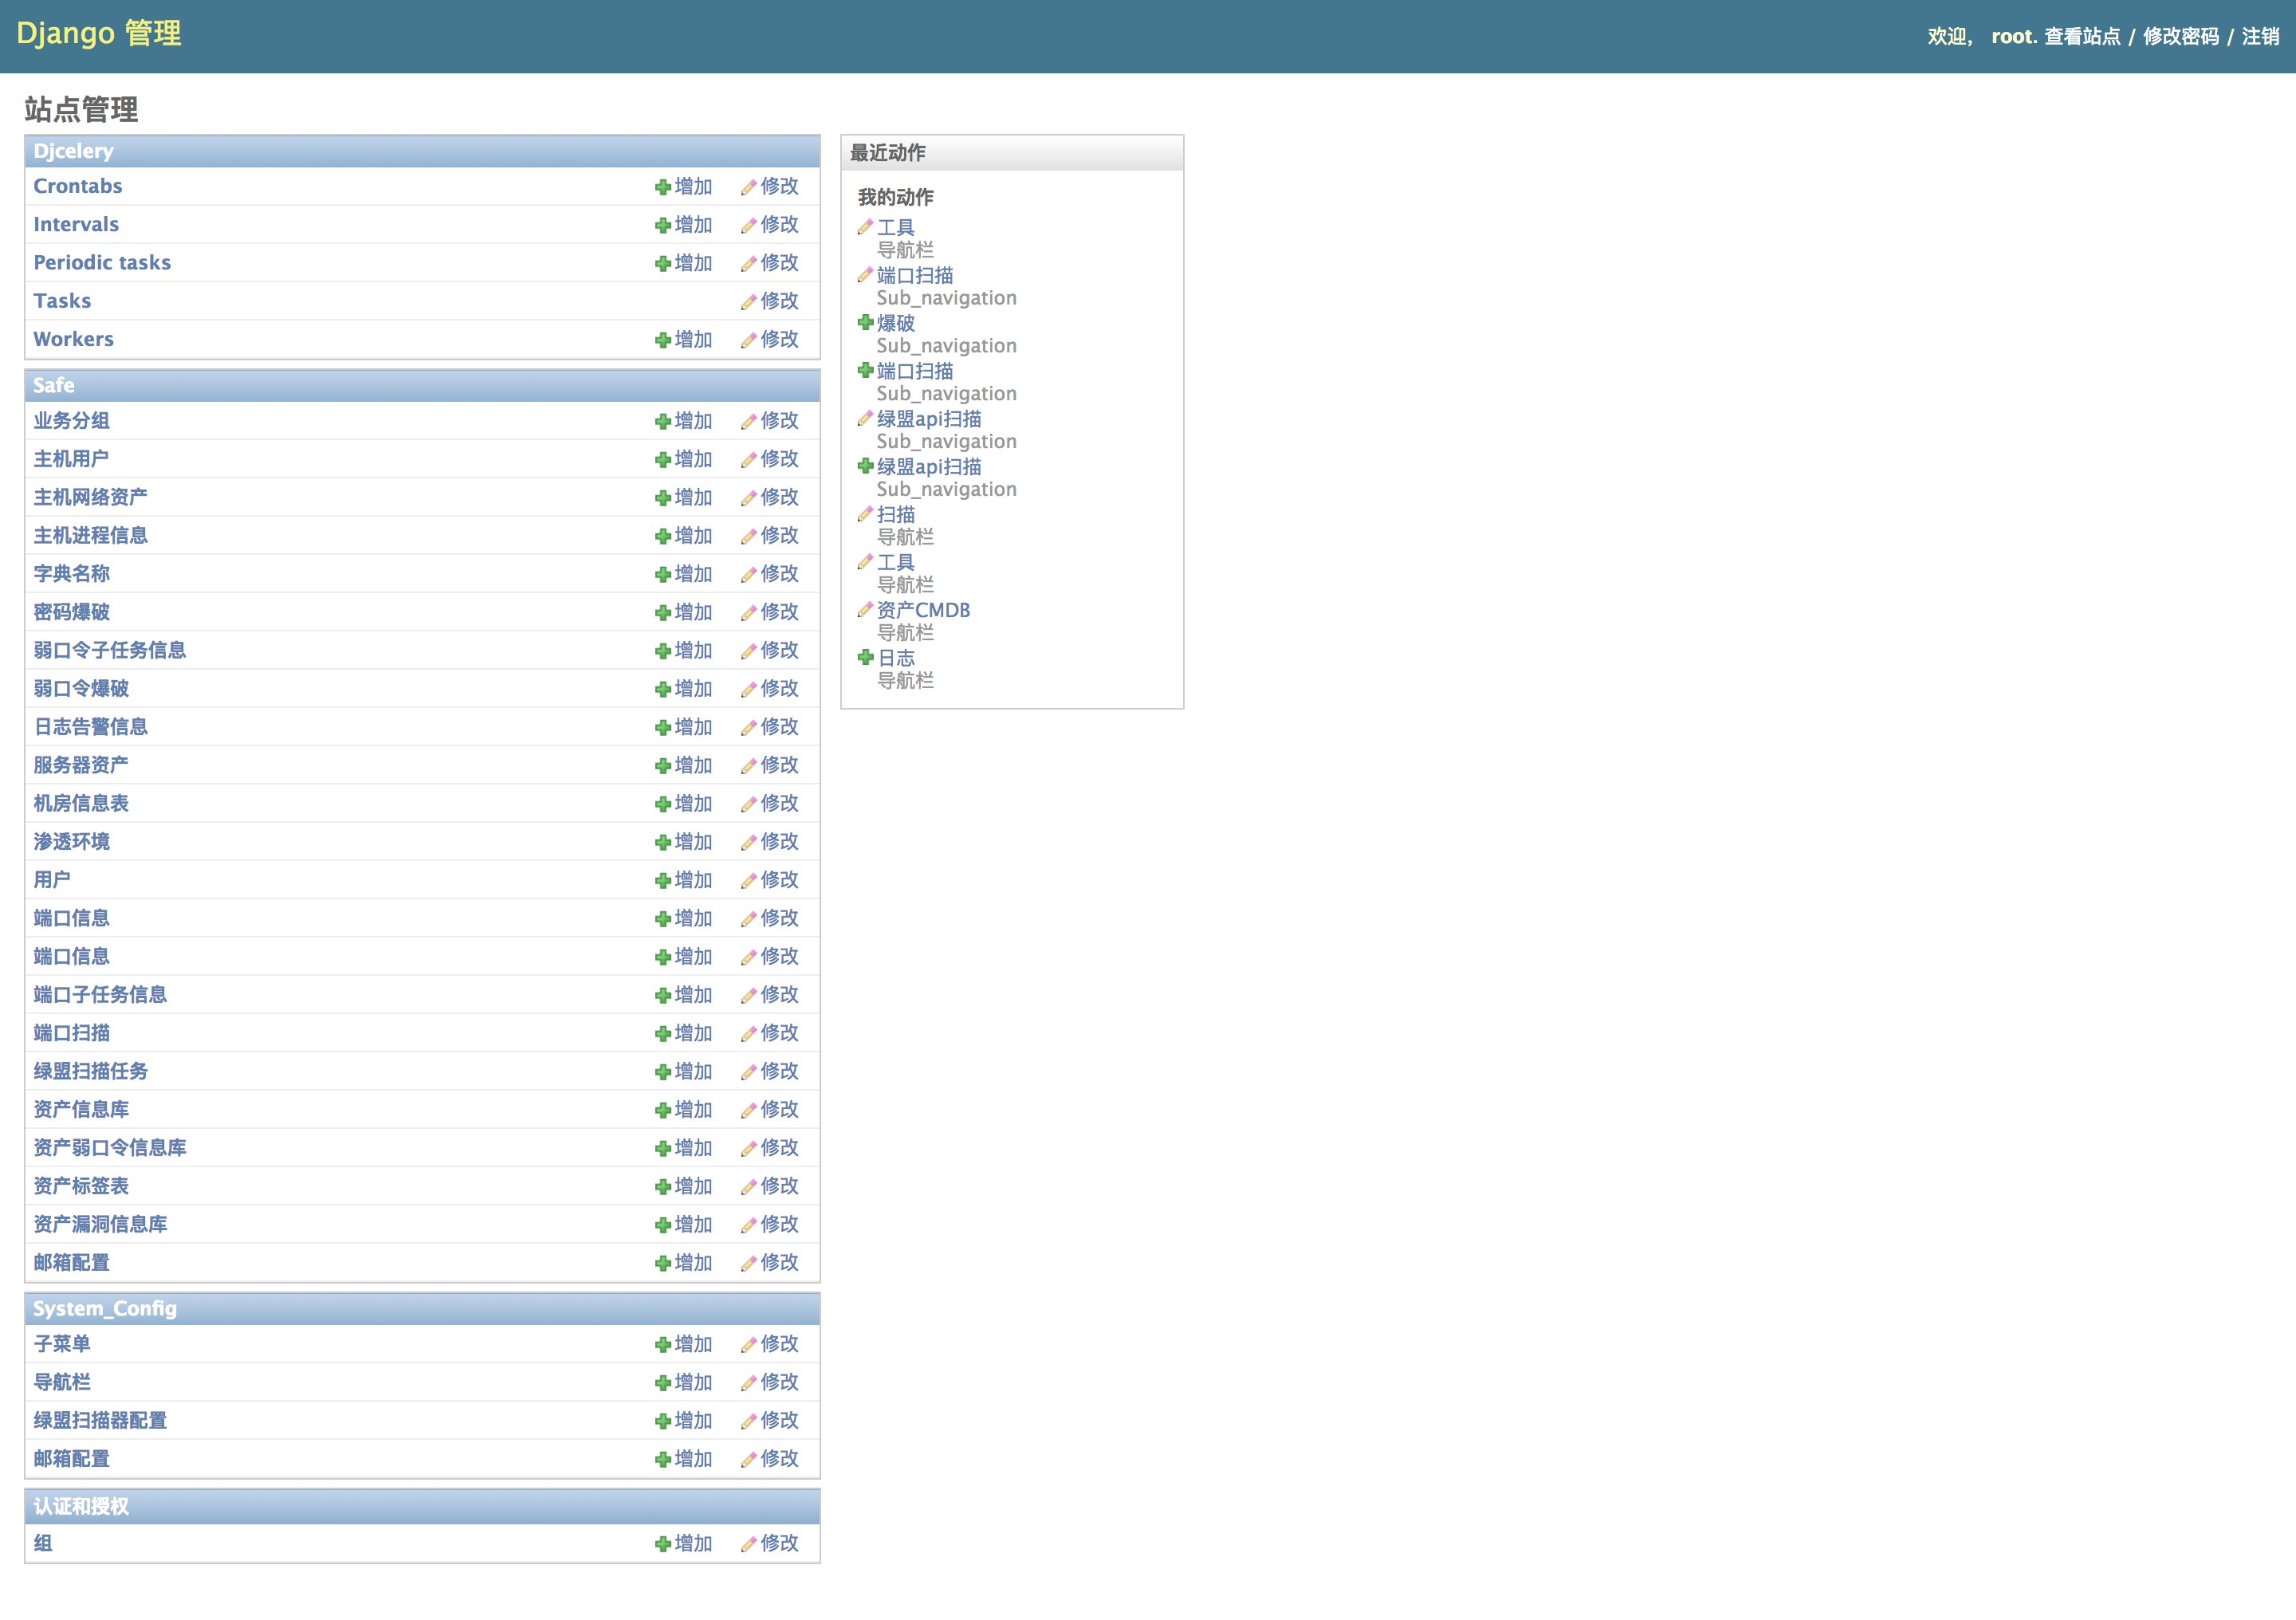 Django 管理
欢迎， root. 查看站点 / 修改密码 / 注销
站点管理
Djcelery
Crontabs 增加 修改
Intervals 增加 修改
Periodic tasks 增加 修改
Tasks 修改
Workers 增加 修改
Safe
业务分组 增加 修改
主机用户 增加 修改
主机网络资产 增加 修改
主机进程信息 增加 修改
字典名称 增加 修改
密码爆破 增加 修改
弱口令子任务信息 增加 修改
弱口令爆破 增加 修改
日志告警信息 增加 修改
服务器资产 增加 修改
机房信息表 增加 修改
渗透环境 增加 修改
用户 增加 修改
端口信息 增加 修改
端口信息 增加 修改
端口子任务信息 增加 修改
端口扫描 增加 修改
绿盟扫描任务 增加 修改
资产信息库 增加 修改
资产弱口令信息库 增加 修改
资产标签表 增加 修改
资产漏洞信息库 增加 修改
邮箱配置 增加 修改
System_Config
子菜单 增加 修改
导航栏 增加 修改
绿盟扫描器配置 增加 修改
邮箱配置 增加 修改
认证和授权
组 增加 修改
最近动作
我的动作
工具
导航栏
端口扫描
Sub_navigation
爆破
Sub_navigation
端口扫描
Sub_navigation
绿盟api扫描
Sub_navigation
绿盟api扫描
Sub_navigation
扫描
导航栏
工具
导航栏
资产CMDB
导航栏
日志
导航栏